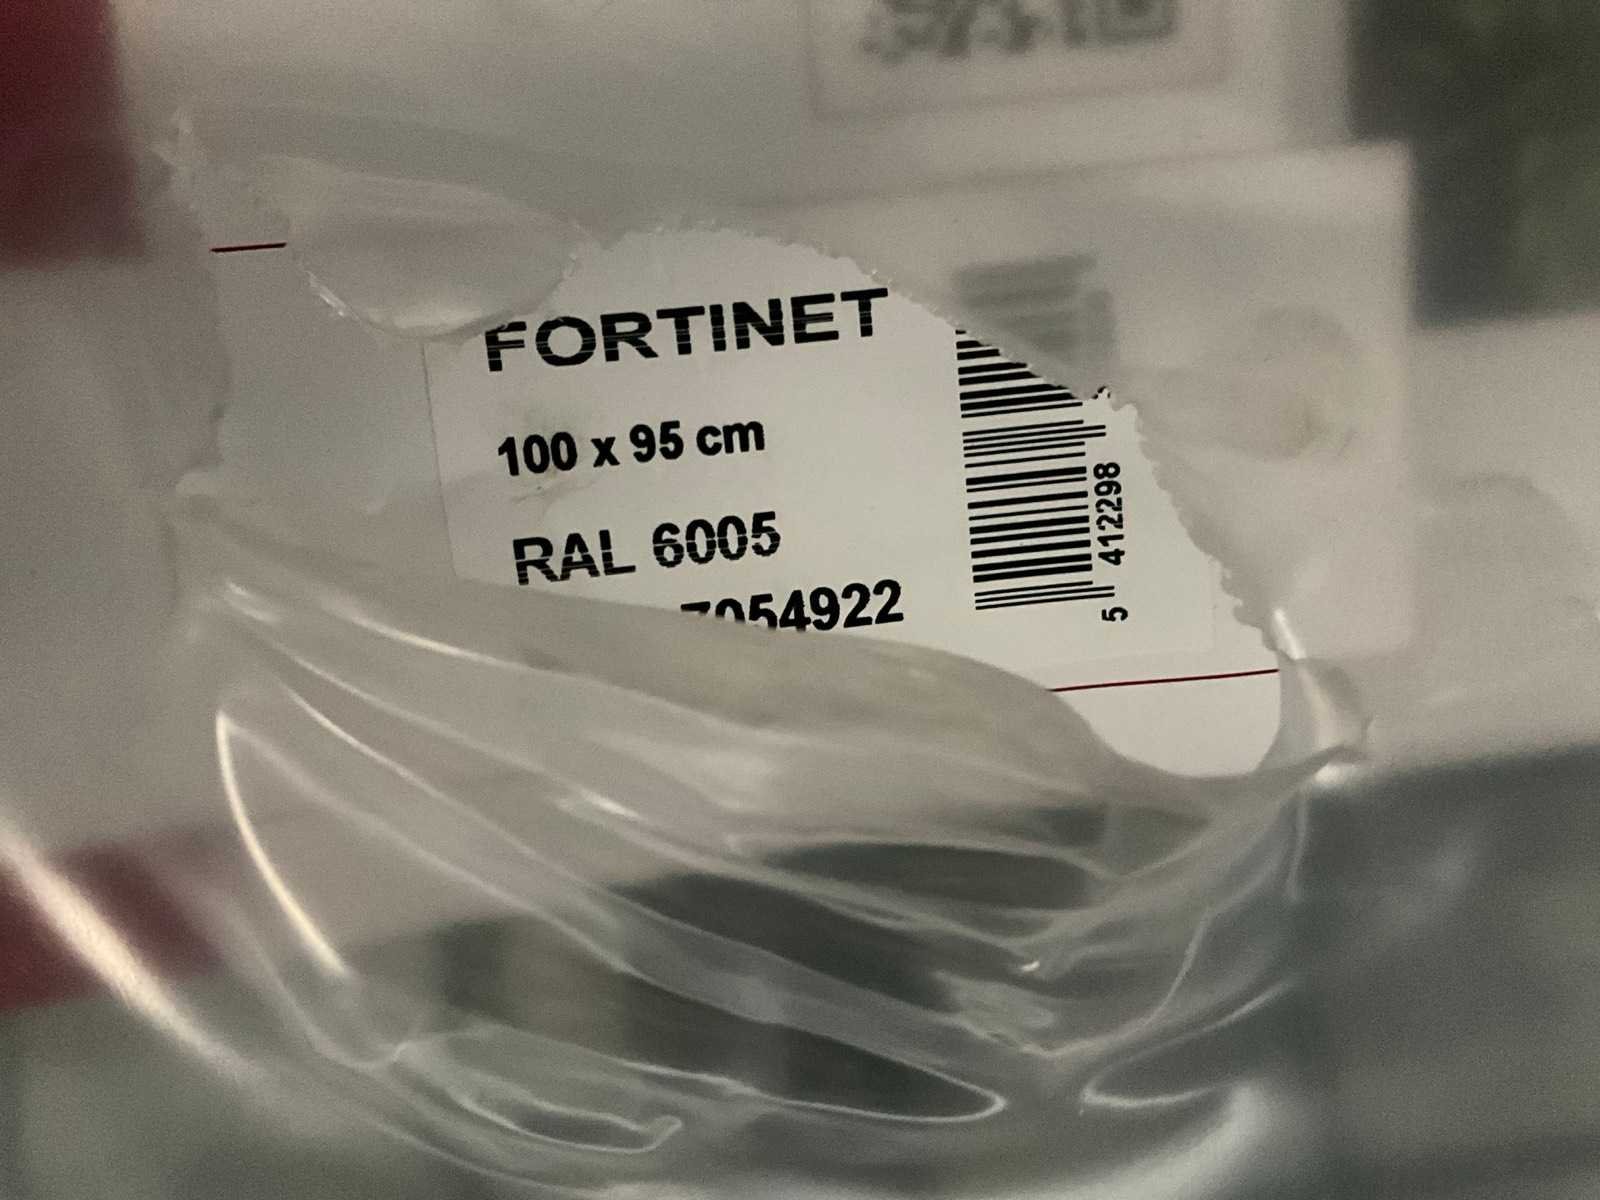 FORTINET
100 x 95 cm
RAL 6005
7054922
5 412298